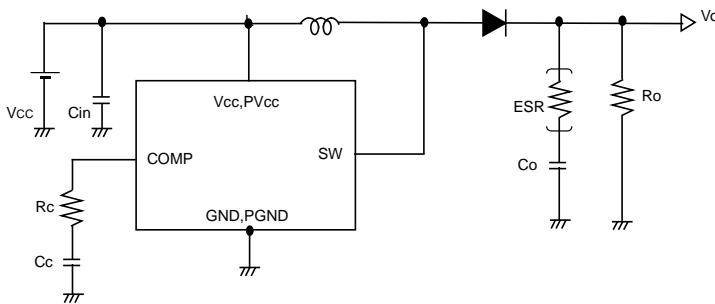 Vcc
Cin
Vcc,PVcc
COMP
SW
GND,PGND
Rc
Cc
ESR
Co
Ro